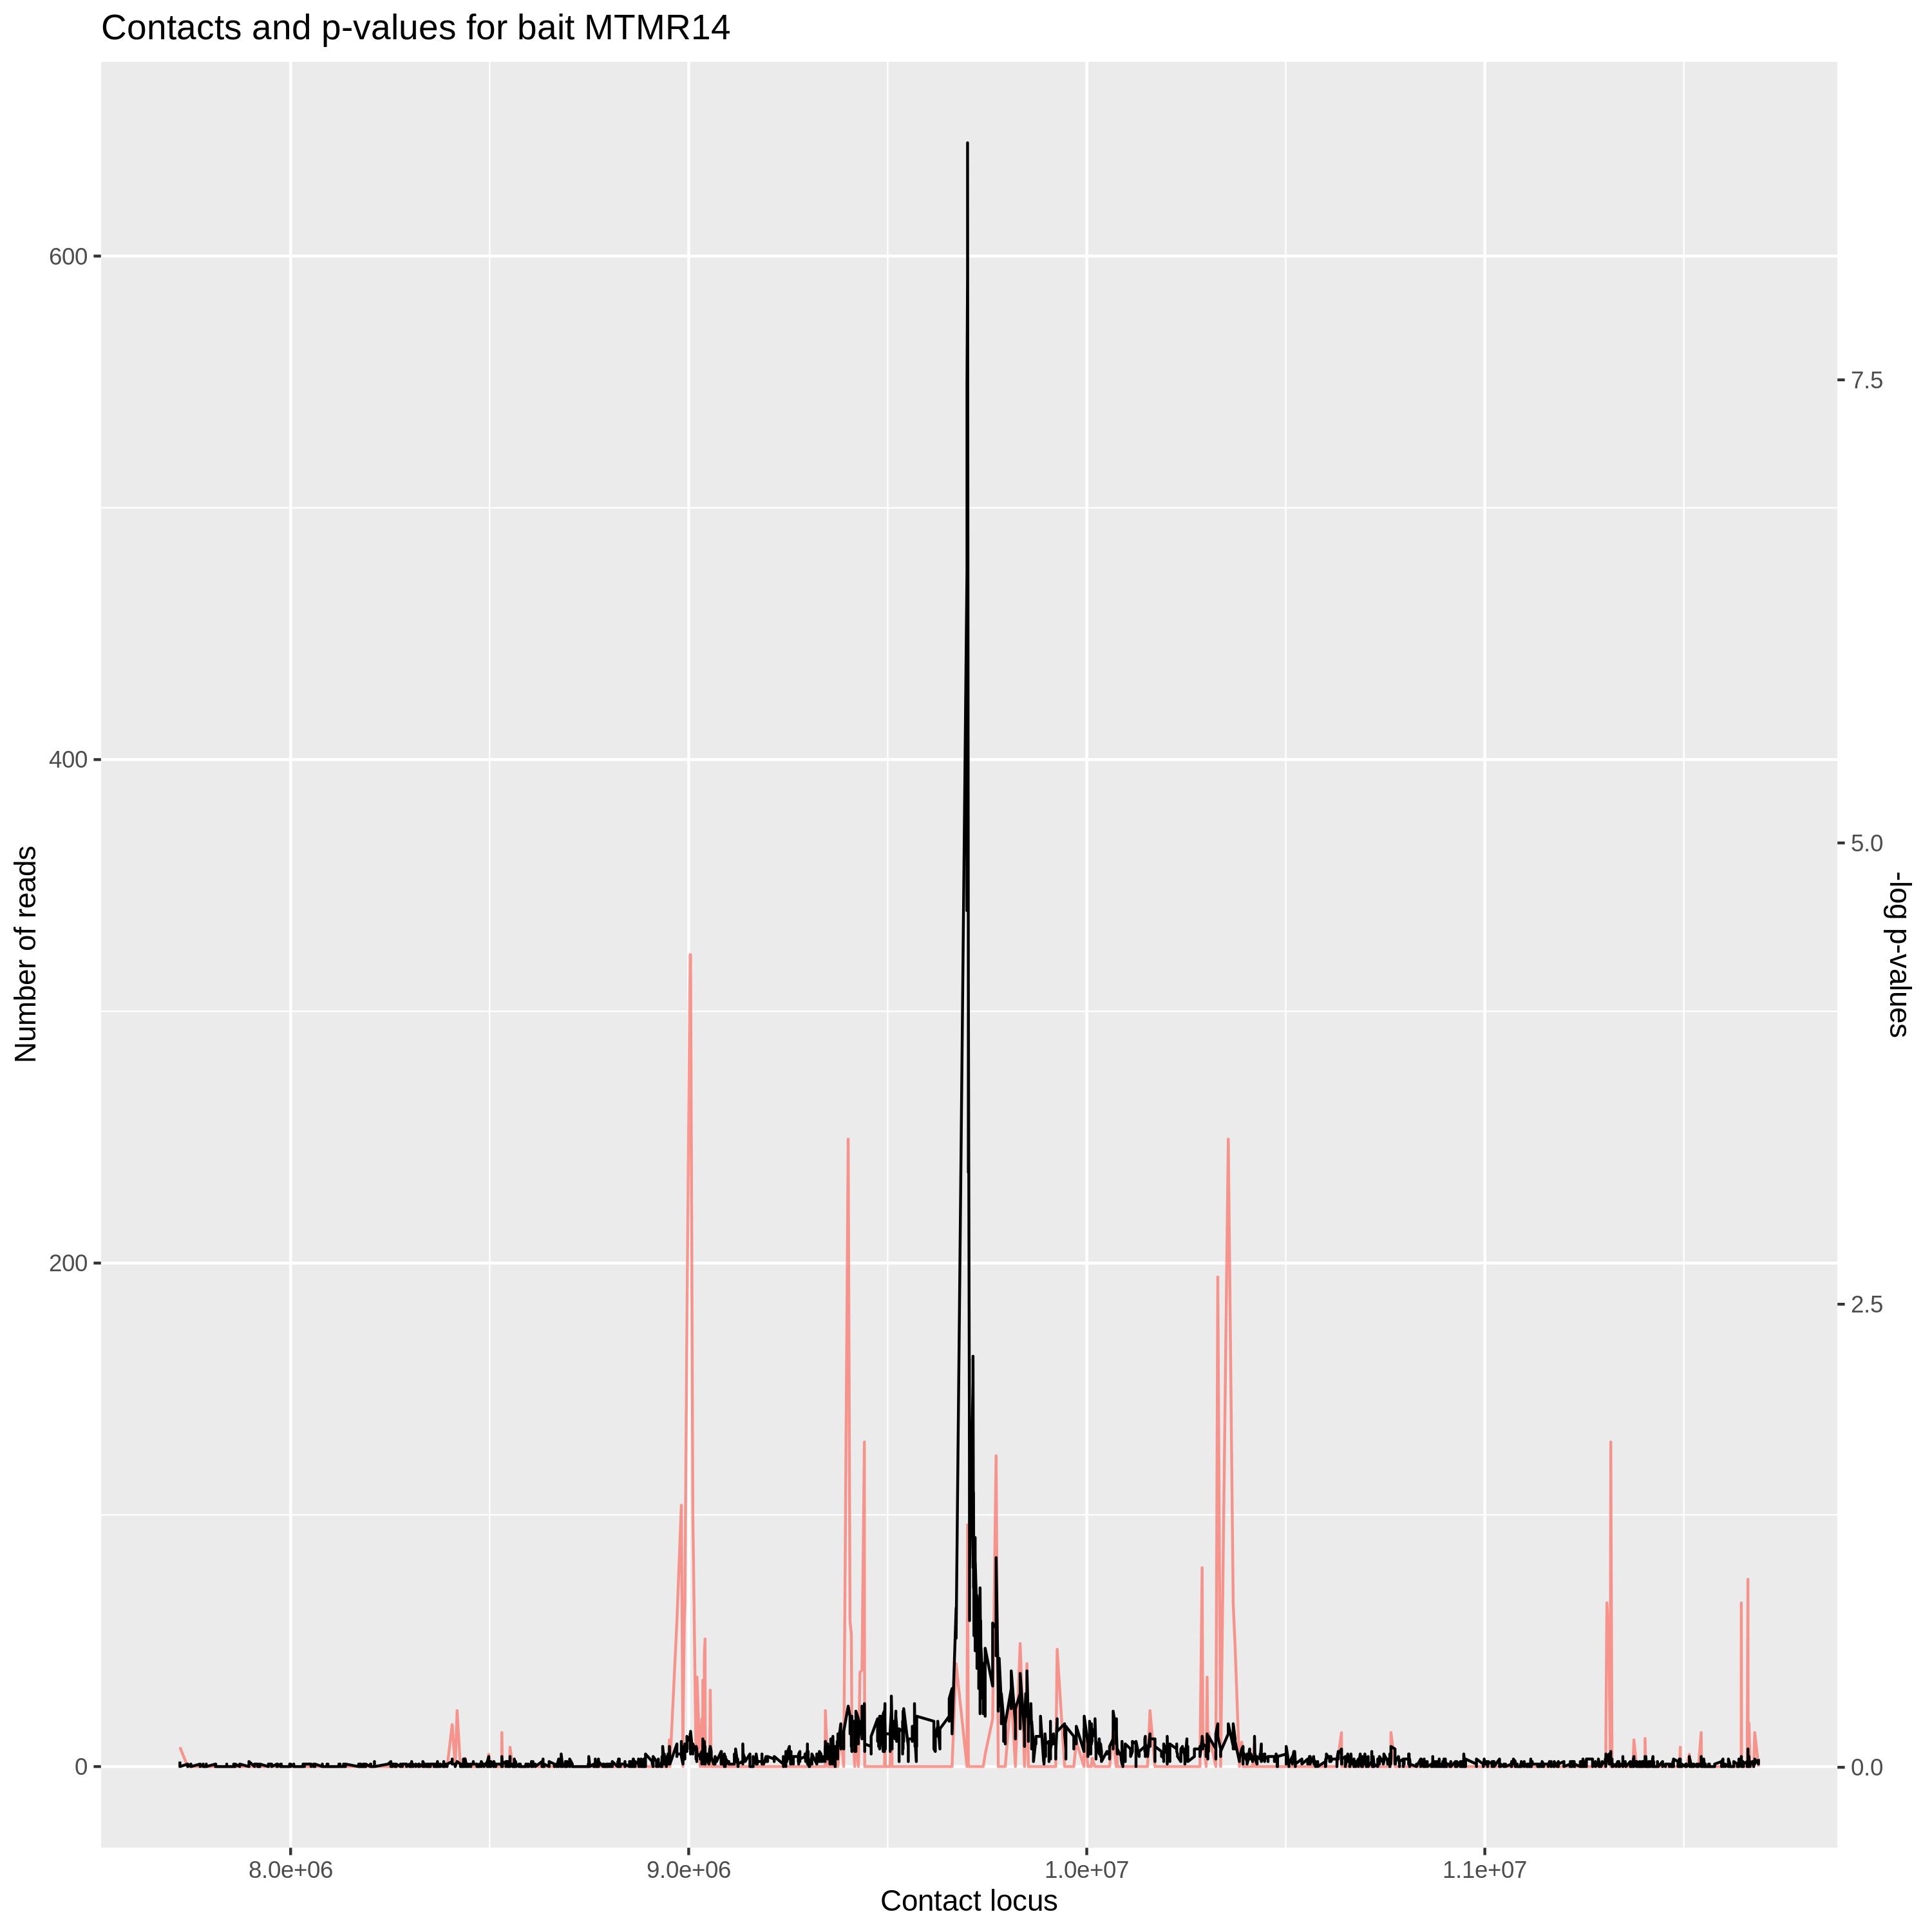 Contacts and p-values for bait MTMR14
600
400
200
0
Number of reads
7.5
5.0
2.5
0.0
-log p-values
8.0e+06
9.0e+06
1.0e+07
1.1e+07
Contact locus